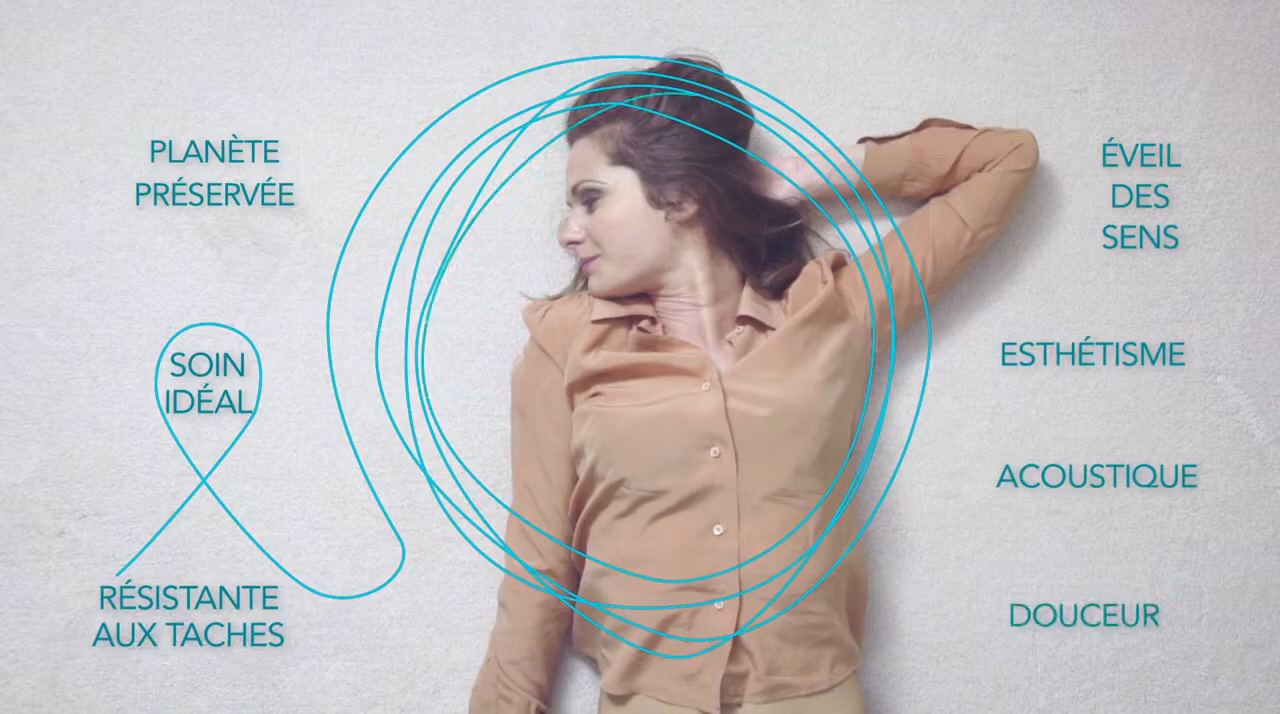 PLANÈTE
PRÉSERVÉE
SOIN
IDÉAL
RÉSISTANTE
AUX TACHES
ÉVEIL
DES
SENS
ESTHÉTISME
ACOUSTIQUE
DOUCEUR